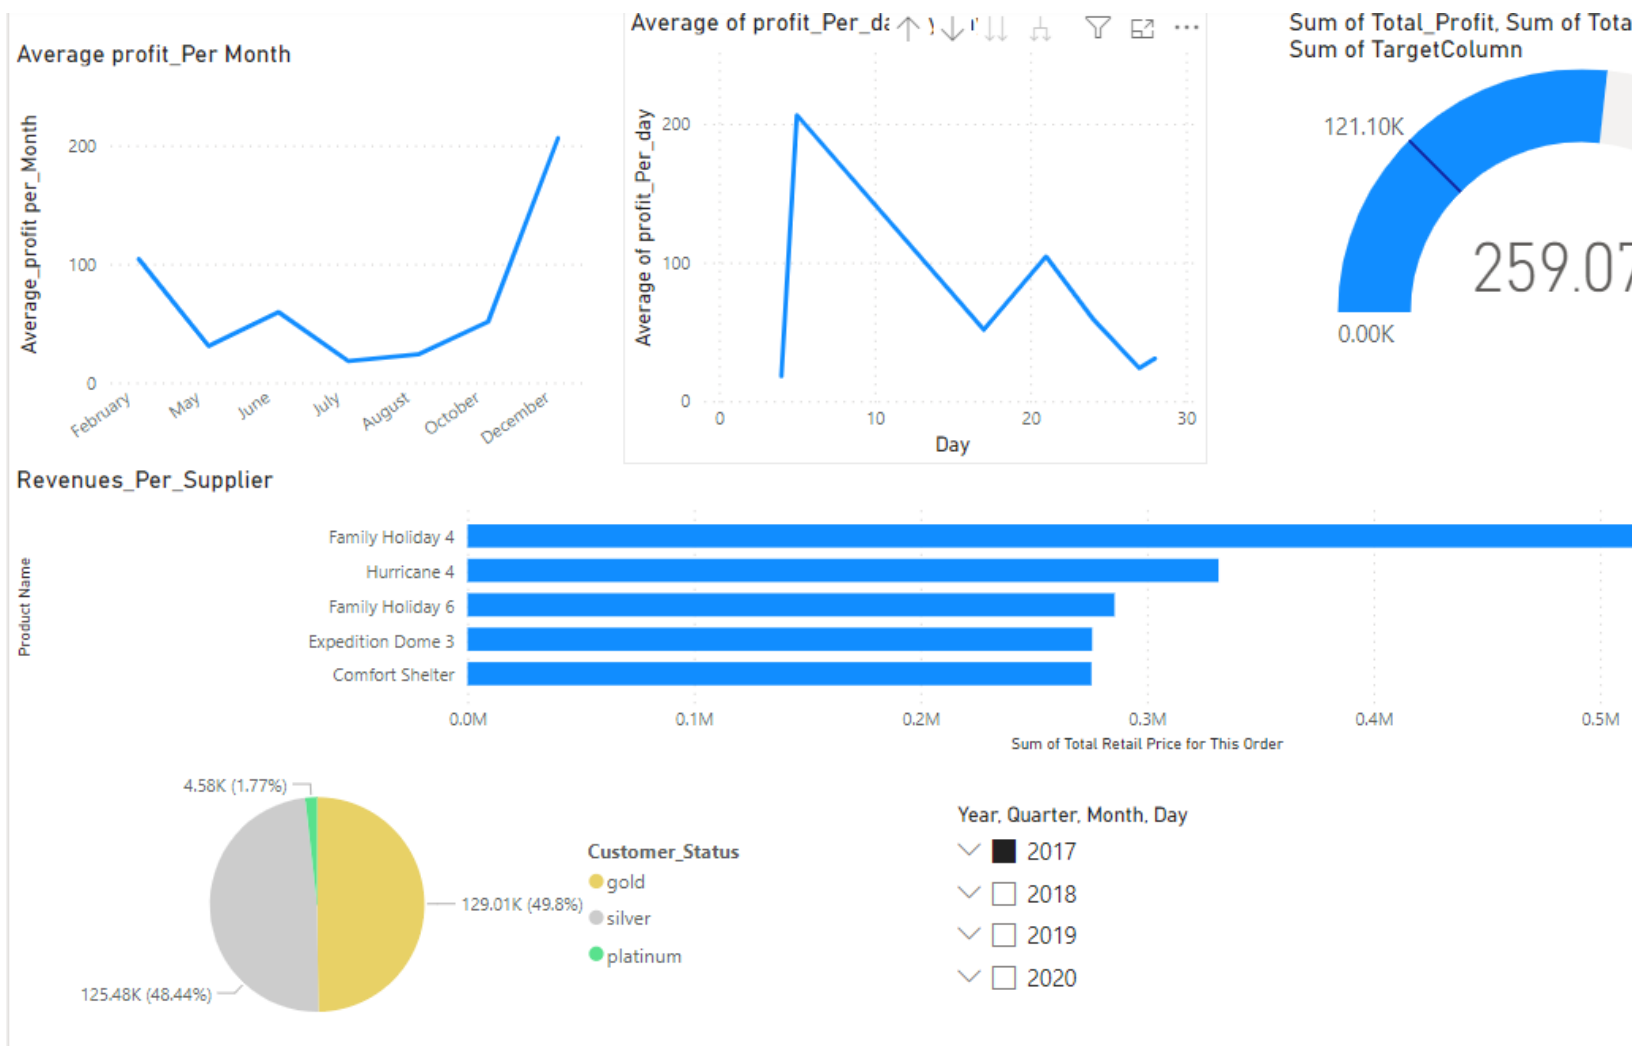 Average profit_Per Month
Average_profit per_Month
200
100
0
February
May
June
July
August
October
December
Average of profit_Per_da
Average of profit_Per_day
200
100
0
0
10
20
30
Day
Sum of Total_Profit, Sum of Tota
Sum of TargetColumn
121.10K
259.07
0.00K
Revenues_Per_Supplier
Product Name
Family Holiday 4
Hurricane 4
Family Holiday 6
Expedition Dome 3
Comfort Shelter
0.0M
0.1M
0.2M
0.3M
0.4M
0.5M
Sum of Total Retail Price for This Order
4.58K (1.77%)
129.01K (49.8%)
125.48K (48.44%)
Customer_Status
gold
silver
platinum
Year, Quarter, Month, Day
2017
2018
2019
2020